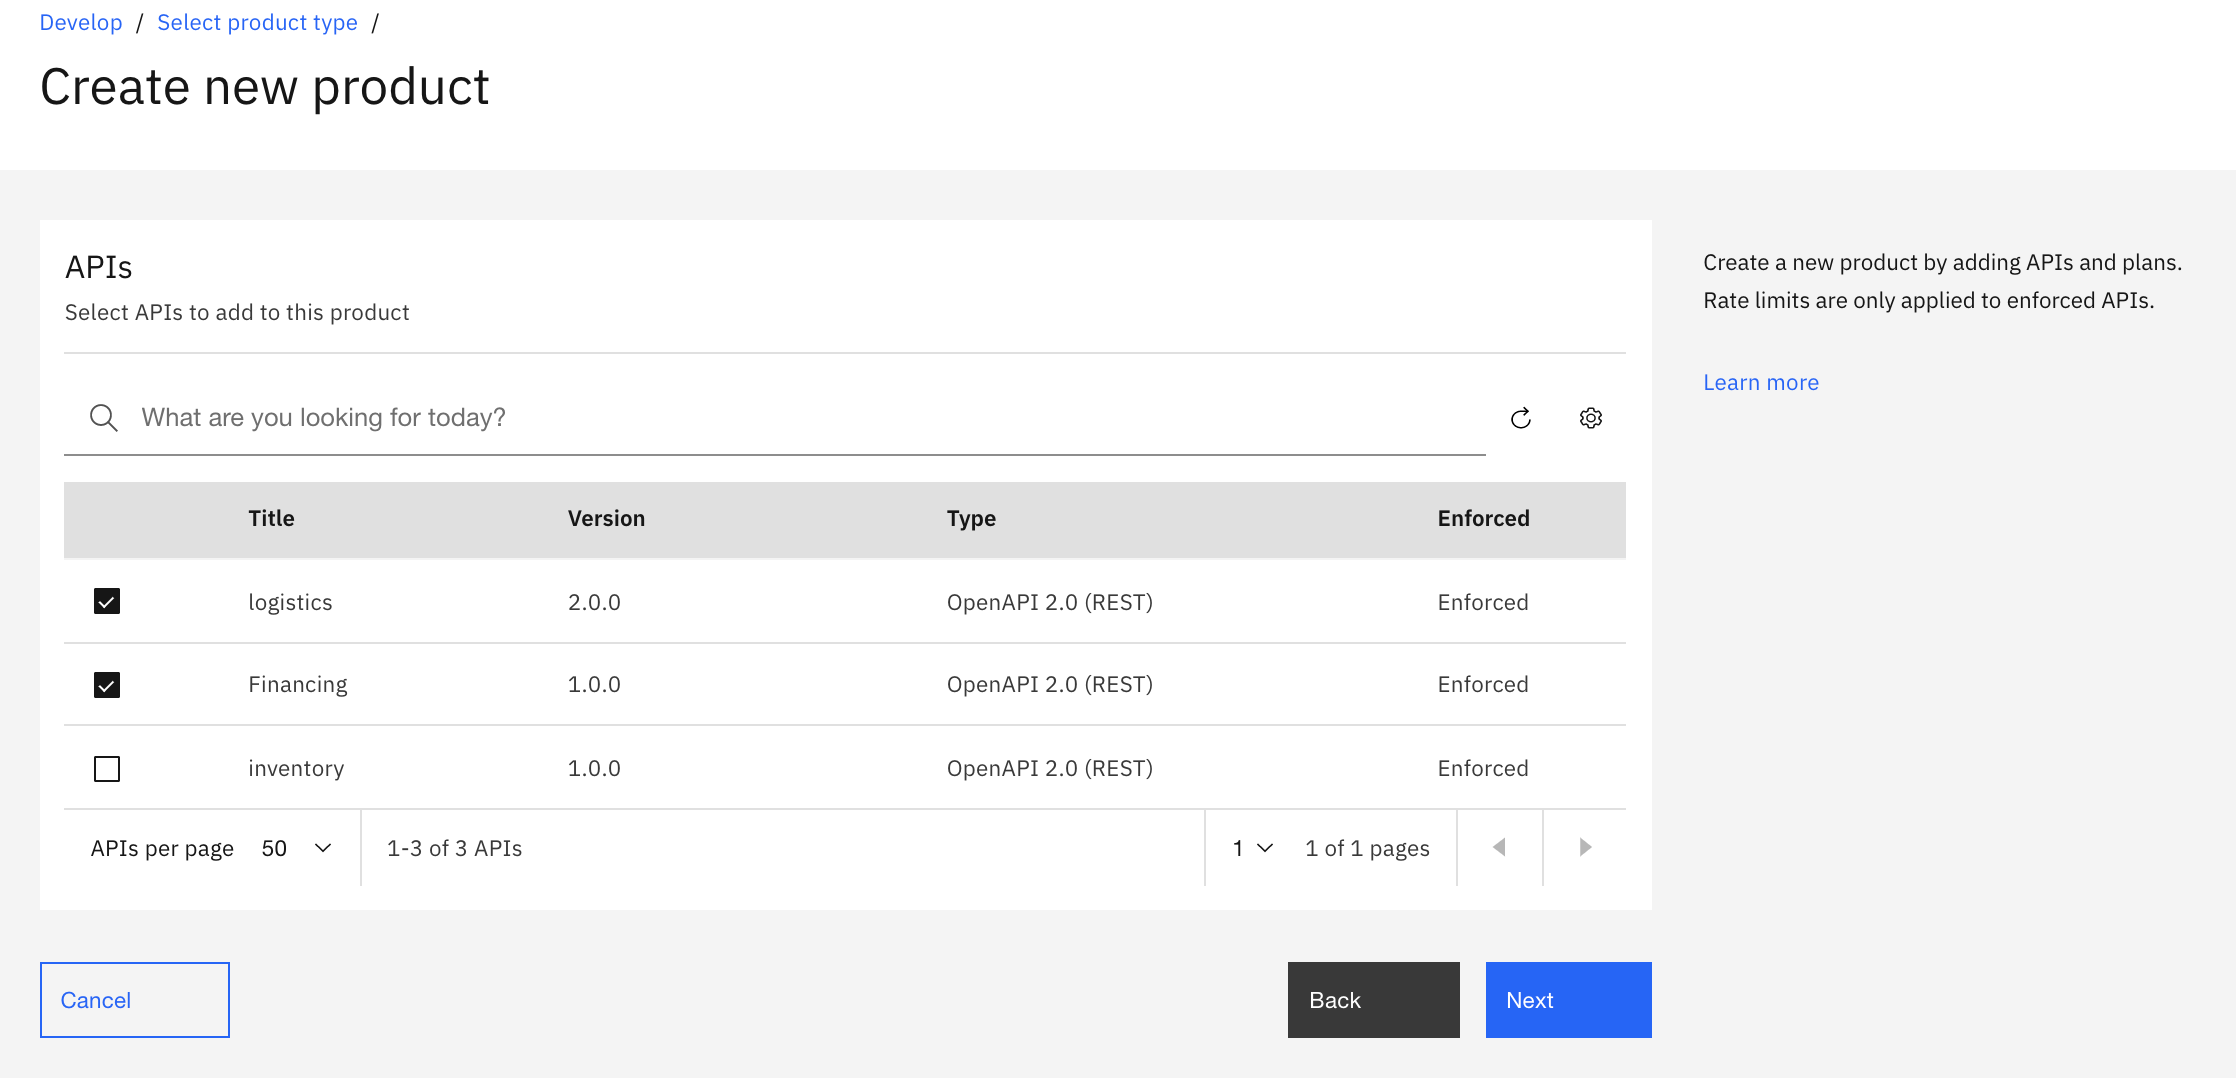 Develop / Select product type /
Create new product
APIs
Select APIs to add to this product
What are you looking for today?
Title Version Type Enforced
logistics 2.0.0 OpenAPI 2.0 (REST) Enforced
Financing 1.0.0 OpenAPI 2.0 (REST) Enforced
inventory 1.0.0 OpenAPI 2.0 (REST) Enforced
APIs per page 50 1-3 of 3 APIs 1 1 of 1 pages
Cancel Back Next
Create a new product by adding APIs and plans.
Rate limits are only applied to enforced APIs.
Learn more